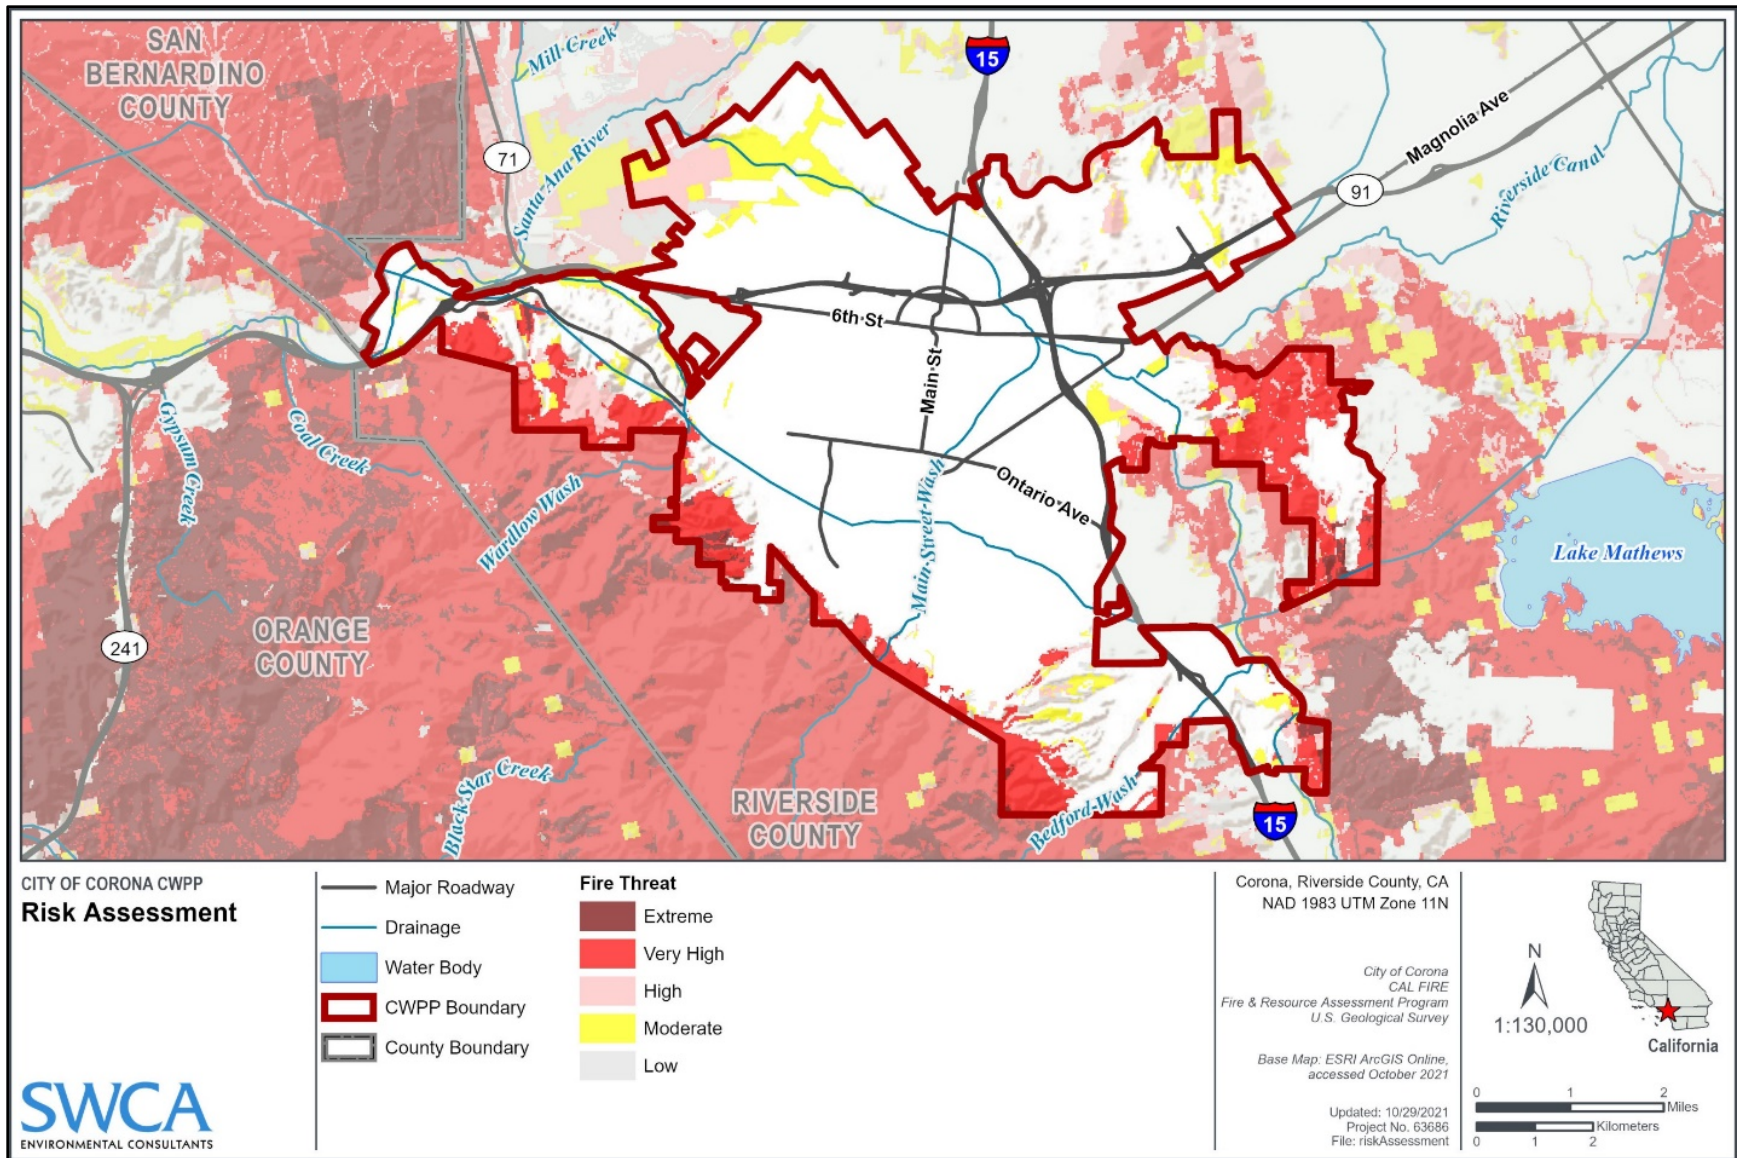 SAN
BERNARDINO
COUNTY
Mill Creek
15
71
Santa Ana River
Magnolia Ave
91
Riverside Canal
6th St
Main St
Gypsum Creek
Coal Creek
Wardlow Wash
Ontario Ave
Main Street Wash
Lake Mathews
241
ORANGE
COUNTY
Black Star Creek
RIVERSIDE
COUNTY
Bedford Wash
15
CITY OF CORONA CWPP
Risk Assessment
SWCA
ENVIRONMENTAL CONSULTANTS
Major Roadway
Drainage
Water Body
CWPP Boundary
County Boundary
Fire Threat
Extreme
Very High
High
Moderate
Low
Corona, Riverside County, CA
NAD 1983 UTM Zone 11N
City of Corona
CAL FIRE
Fire & Resource Assessment Program
U.S. Geological Survey
Base Map: ESRI ArcGIS Online,
accessed October 2021
Updated: 10/29/2021
Project No. 63686
File: riskAssessment
N
1:130,000
California
0 1 2
Miles
Kilometers
0 1 2